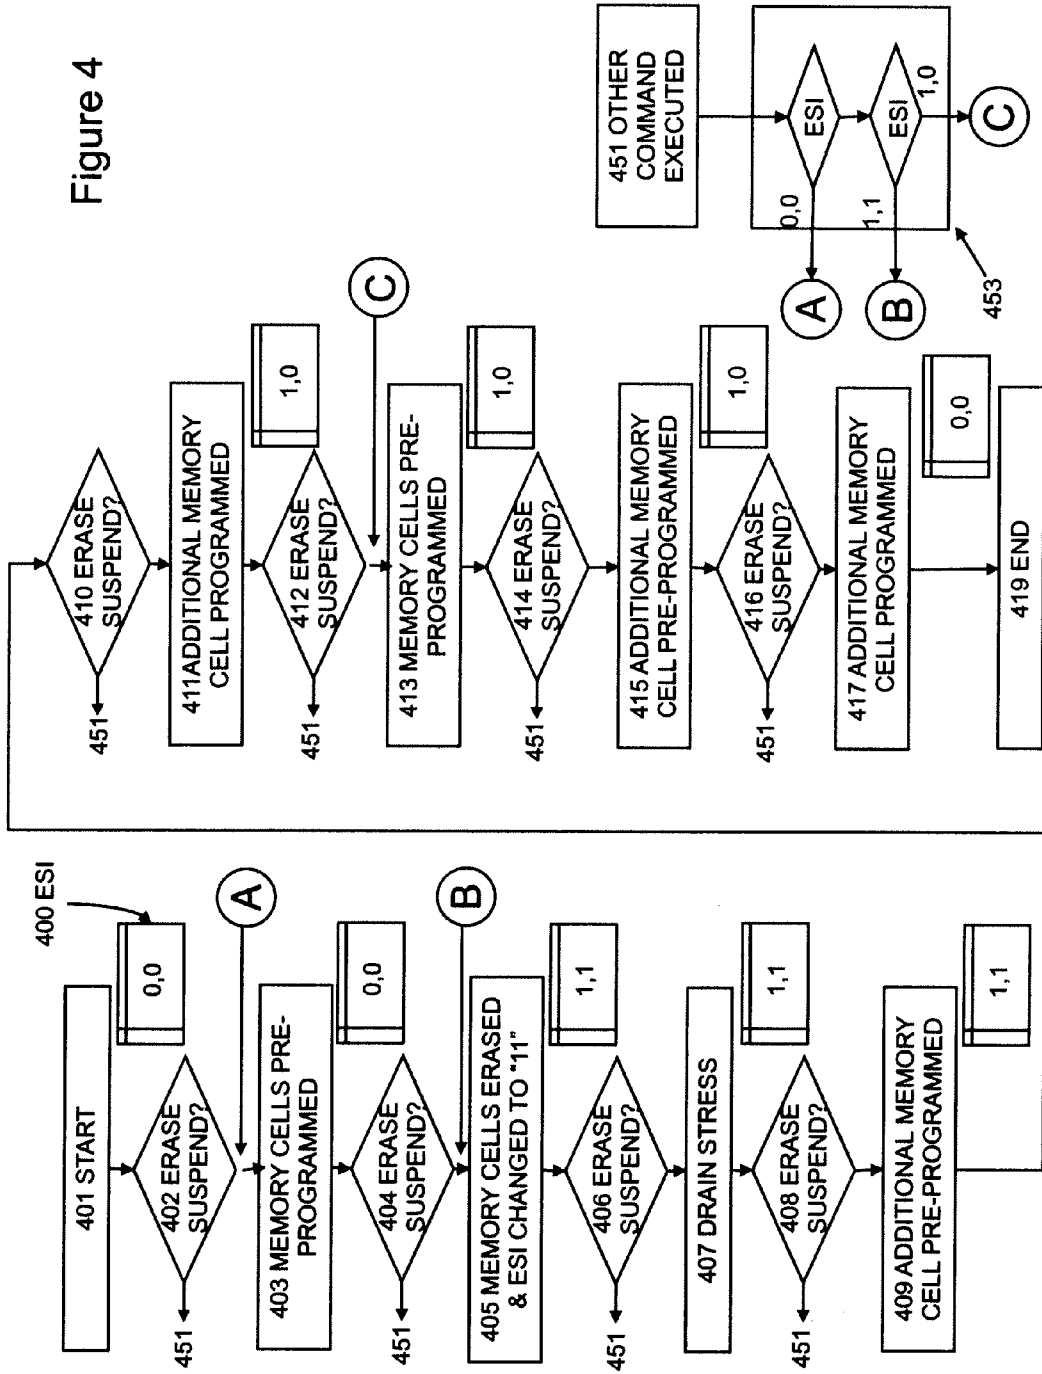 Figure 4
400 ESI
401 START
0,0
402 ERASE
SUSPEND?
451
A
403 MEMORY CELLS PRE-
PROGRAMMED
0,0
404 ERASE
SUSPEND?
451
B
405 MEMORY CELLS ERASED
& ESI CHANGED TO “11”
1,1
406 ERASE
SUSPEND?
451
407 DRAIN STRESS
1,1
408 ERASE
SUSPEND?
451
409 ADDITIONAL MEMORY
CELL PRE-PROGRAMMED
1,1
410 ERASE
SUSPEND?
451
411ADDITIONAL MEMORY
CELL PROGRAMMED
1,0
412 ERASE
SUSPEND?
451
C
413 MEMORY CELLS PRE-
PROGRAMMED
1,0
414 ERASE
SUSPEND?
451
415 ADDITIONAL MEMORY
CELL PRE-PROGRAMMED
1,0
416 ERASE
SUSPEND?
451
417 ADDITIONAL MEMORY
CELL PROGRAMMED
0,0
419 END
451 OTHER
COMMAND
EXECUTED
ESI
0,0
A
ESI
1,1
B
1,0
C
453